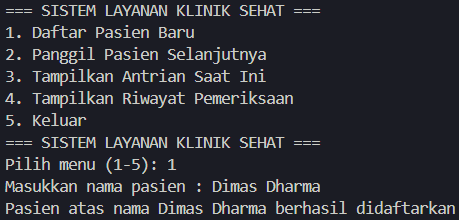 === SISTEM LAYANAN KLINIK SEHAT ===
1. Daftar Pasien Baru
2. Panggil Pasien Selanjutnya
3. Tampilkan Antrian Saat Ini
4. Tampilkan Riwayat Pemeriksaan
5. Keluar
=== SISTEM LAYANAN KLINIK SEHAT ===
Pilih menu (1-5): 1
Masukkan nama pasien : Dimas Dharma
Pasien atas nama Dimas Dharma berhasil didaftarkan